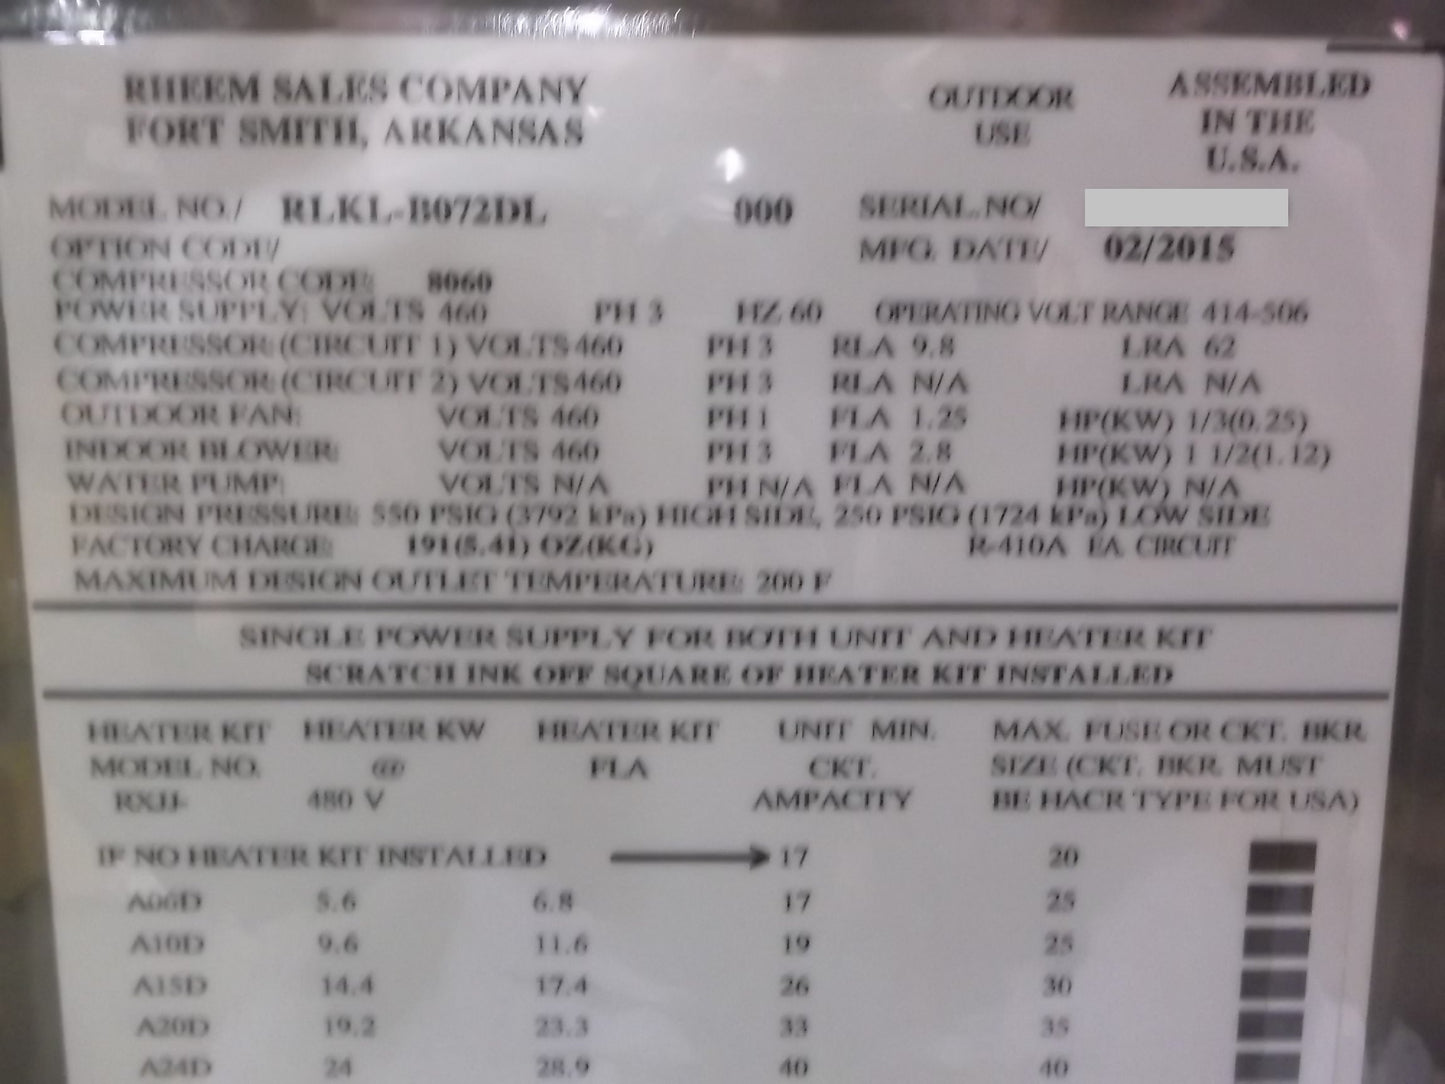 RHEEM SALES COMPANY OUTDOOR ASSEMBLED
FORT SMITH, ARKANSAS USE IN THE
U.S.A.
MODEL NO./ RLKL-B072DL 000 SERIAL.NO/
OPTION CODE/ MFG. DATE/ 02/2015
COMPRESSOR CODE: 8060
POWER SUPPLY: VOLTS 460 PH 3 HZ 60 OPERATING VOLT RANGE 414-506
COMPRESSOR:(CIRCUIT 1) VOLTS460 PH 3 RLA 9.8 LRA 62
COMPRESSOR:(CIRCUIT 2) VOLTS460 PH 3 RLA N/A LRA N/A
OUTDOOR FAN: VOLTS 460 PH 1 FLA 1.25 HP(KW) 1/3(0.25)
INDOOR BLOWER: VOLTS 460 PH 3 FLA 2.8 HP(KW) 1 1/2(1.12)
WATER PUMP: VOLTS N/A PH N/A FLA N/A HP(KW) N/A
DESIGN PRESSURE: 550 PSIG (3792 kPa) HIGH SIDE, 250 PSIG (1724 kPa) LOW SIDE
FACTORY CHARGE: 191(5.41) OZ(KG) R-410A EA. CIRCUIT
MAXIMUM DESIGN OUTLET TEMPERATURE: 200 F
SINGLE POWER SUPPLY FOR BOTH UNIT AND HEATER KIT
SCRATCH INK OFF SQUARE OF HEATER KIT INSTALLED
HEATER KIT HEATER KW HEATER KIT UNIT MIN. MAX. FUSE OR CKT. BKR
MODEL NO. @ FLA CKT. SIZE (CKT. BKR. MUST
RXJJ- 480 V AMPACITY BE HACR TYPE FOR USA)
IF NO HEATER KIT INSTALLED 17 20
A06D 5.6 6.8 17 25
A10D 9.6 11.6 19 25
A15D 14.4 17.4 26 30
A20D 19.2 23.3 33 35
A24D 24 28.9 40 40